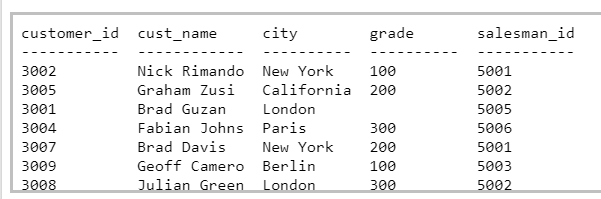 customer_id cust_name city grade salesman_id
----------- ------------ ---------- ---------- -----------
3002 Nick Rimando New York 100 5001
3005 Graham Zusi California 200 5002
3001 Brad Guzan London 5005
3004 Fabian Johns Paris 300 5006
3007 Brad Davis New York 200 5001
3009 Geoff Camero Berlin 100 5003
3008 Julian Green London 300 5002